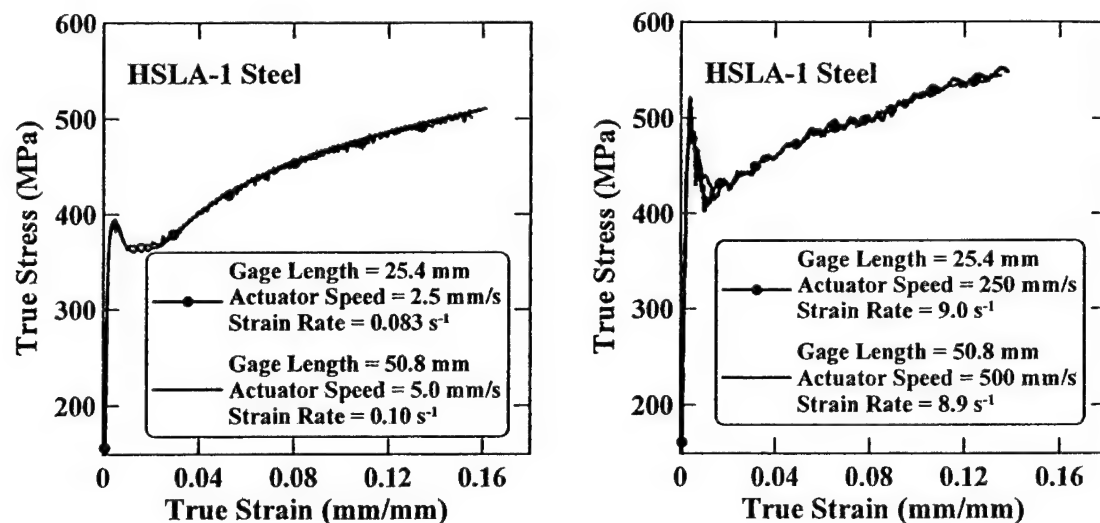 600
500
400
300
200
True Stress (MPa)
HSLA-1 Steel
Gage Length = 25.4 mm
Actuator Speed = 2.5 mm/s
Strain Rate = 0.083 s⁻¹
Gage Length = 50.8 mm
Actuator Speed = 5.0 mm/s
Strain Rate = 0.10 s⁻¹
0 0.04 0.08 0.12 0.16
True Strain (mm/mm)
600
500
400
300
200
True Stress (MPa)
HSLA-1 Steel
Gage Length = 25.4 mm
Actuator Speed = 250 mm/s
Strain Rate = 9.0 s⁻¹
Gage Length = 50.8 mm
Actuator Speed = 500 mm/s
Strain Rate = 8.9 s⁻¹
0 0.04 0.08 0.12 0.16
True Strain (mm/mm)